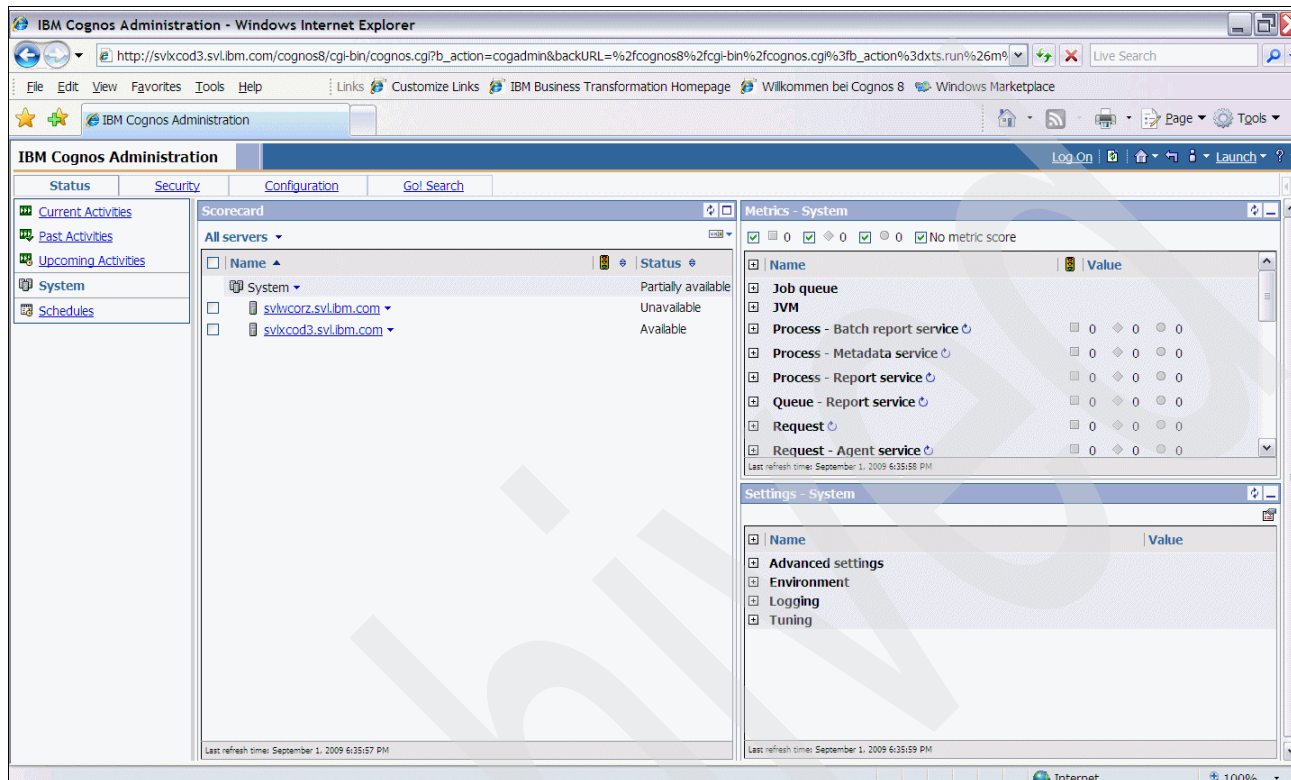 IBM Cognos Administration - Windows Internet Explorer
http://svlxcod3.svl.ibm.com/cognos8/cgi-bin/cognos.cgi?b_action=cogadmin&backURL=%2fcognos8%2fcgi-bin%2fcognos.cgi%3fb_action%3dxts.run%26m% Live Search
File Edit View Favorites Tools Help Links Customize Links IBM Business Transformation Homepage Willkommen bei Cognos 8 Windows Marketplace
IBM Cognos Administration Page Tools
IBM Cognos Administration Log On Launch ?
Status Security Configuration Go! Search
Current Activities
Past Activities
Upcoming Activities
System
Schedules
Scorecard
All servers
Name Status
System Partially available
svlwcorz.svl.ibm.com Unavailable
svlxcod3.svl.ibm.com Available
Last refresh time: September 1, 2009 6:35:57 PM
Metrics - System
0 0 0 No metric score
Name Value
Job queue
JVM
Process - Batch report service 0 0 0
Process - Metadata service 0 0 0
Process - Report service 0 0 0
Queue - Report service 0 0 0
Request 0 0 0
Request - Agent service 0 0 0
Last refresh time: September 1, 2009 6:35:58 PM
Settings - System
Name Value
Advanced settings
Environment
Logging
Tuning
Last refresh time: September 1, 2009 6:35:59 PM
Internet 100%